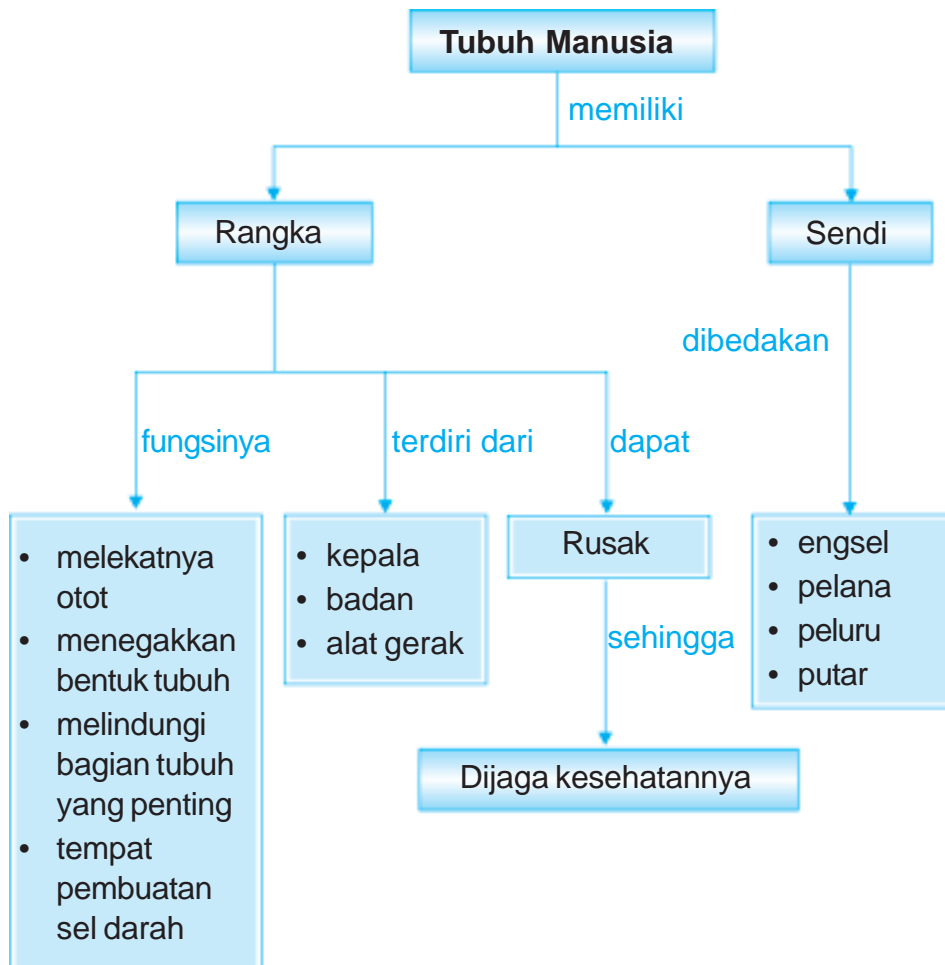 Tubuh Manusia
memiliki
Rangka
Sendi
dibedakan
fungsinya
terdiri dari
dapat
• melekatnya
otot
• menegakkan
bentuk tubuh
• melindungi
bagian tubuh
yang penting
• tempat
pembuatan
sel darah
• kepala
• badan
• alat gerak
Rusak
sehingga
Dijaga kesehatannya
• engsel
• pelana
• peluru
• putar